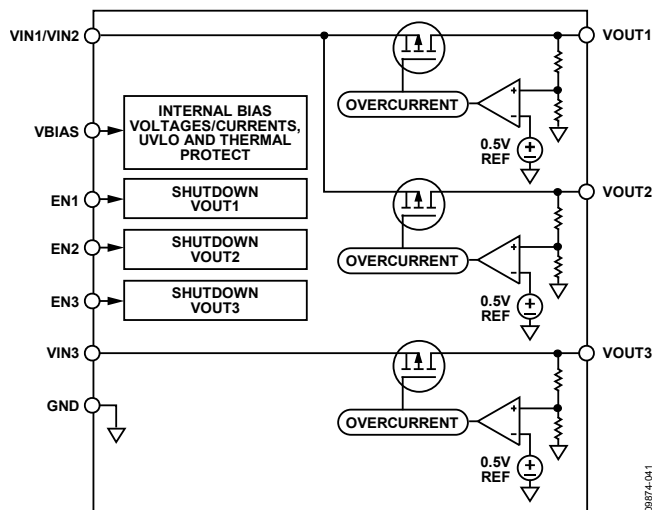 VIN1/VIN2
VOUT1
OVERCURRENT
+
–
0.5V
REF
INTERNAL BIAS
VOLTAGES/CURRENTS,
UVLO AND THERMAL
PROTECT
VBIAS
EN1
SHUTDOWN
VOUT1
VOUT2
EN2
SHUTDOWN
VOUT2
OVERCURRENT
+
–
0.5V
REF
EN3
SHUTDOWN
VOUT3
VIN3
VOUT3
GND
OVERCURRENT
+
–
0.5V
REF
09874-041